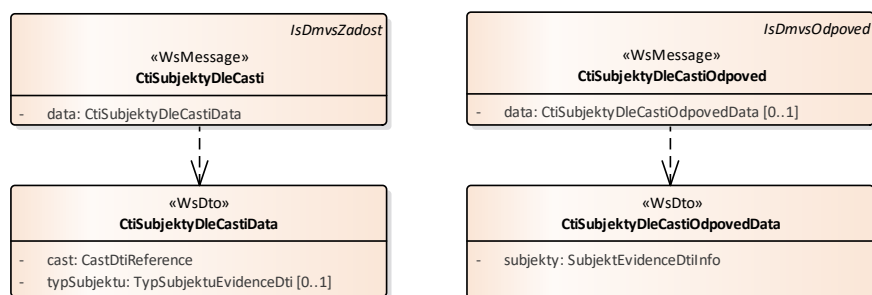 IsDmvsZadost
«WsMessage»
CtiSubjektyDleCasti
- data: CtiSubjektyDleCastiData
IsDmvsOdpoved
«WsMessage»
CtiSubjektyDleCastiOdpoved
- data: CtiSubjektyDleCastiOdpovedData [0..1]
«WsDto»
CtiSubjektyDleCastiData
- cast: CastDtiReference
- typSubjektu: TypSubjektuEvidenceDti [0..1]
«WsDto»
CtiSubjektyDleCastiOdpovedData
- subjekty: SubjektEvidenceDtiInfo